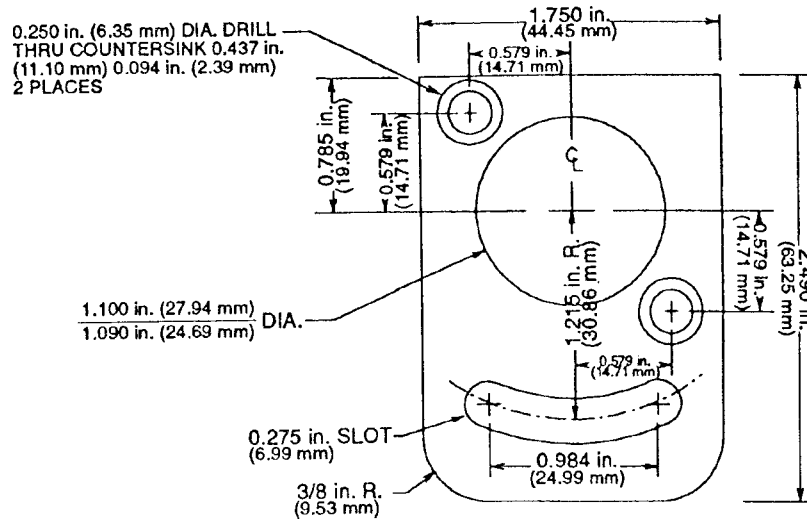 0.250 in. (6.35 mm) DIA. DRILL
THRU COUNTERSINK 0.437 in.
(11.10 mm) 0.094 in. (2.39 mm)
2 PLACES
1.750 in.
(44.45 mm)
0.579 in.
(14.71 mm)
0.785 in.
(19.94 mm)
0.579 in.
(14.71 mm)
CL
1.215 in. R.
(30.86 mm)
0.579 in.
(14.71 mm)
2.490 in.
(63.25 mm)
1.100 in. (27.94 mm)
1.090 in. (24.69 mm) DIA.
0.579 in.
(14.71 mm)
0.275 in. SLOT
(6.99 mm)
0.984 in.
(24.99 mm)
3/8 in. R.
(9.53 mm)